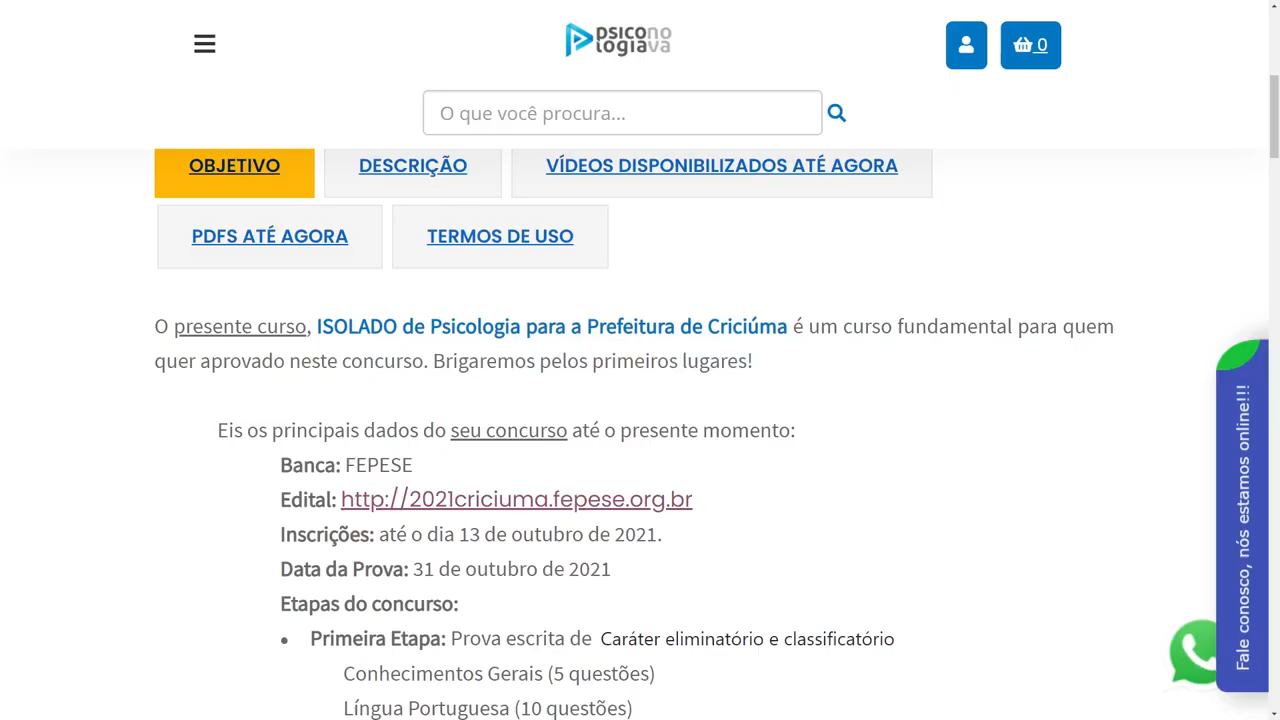 psicono
logiava
0
O que você procura...
OBJETIVO
DESCRIÇÃO
VÍDEOS DISPONIBILIZADOS ATÉ AGORA
PDFS ATÉ AGORA
TERMOS DE USO
O presente curso, ISOLADO de Psicologia para a Prefeitura de Criciúma é um curso fundamental para quem
quer aprovado neste concurso. Brigaremos pelos primeiros lugares!
Eis os principais dados do seu concurso até o presente momento:
Banca: FEPESE
Edital: http://2021criciuma.fepese.org.br
Inscrições: até o dia 13 de outubro de 2021.
Data da Prova: 31 de outubro de 2021
Etapas do concurso:
• Primeira Etapa: Prova escrita de Caráter eliminatório e classificatório
Conhecimentos Gerais (5 questões)
Língua Portuguesa (10 questões)
Fale conosco, nós estamos online!!!